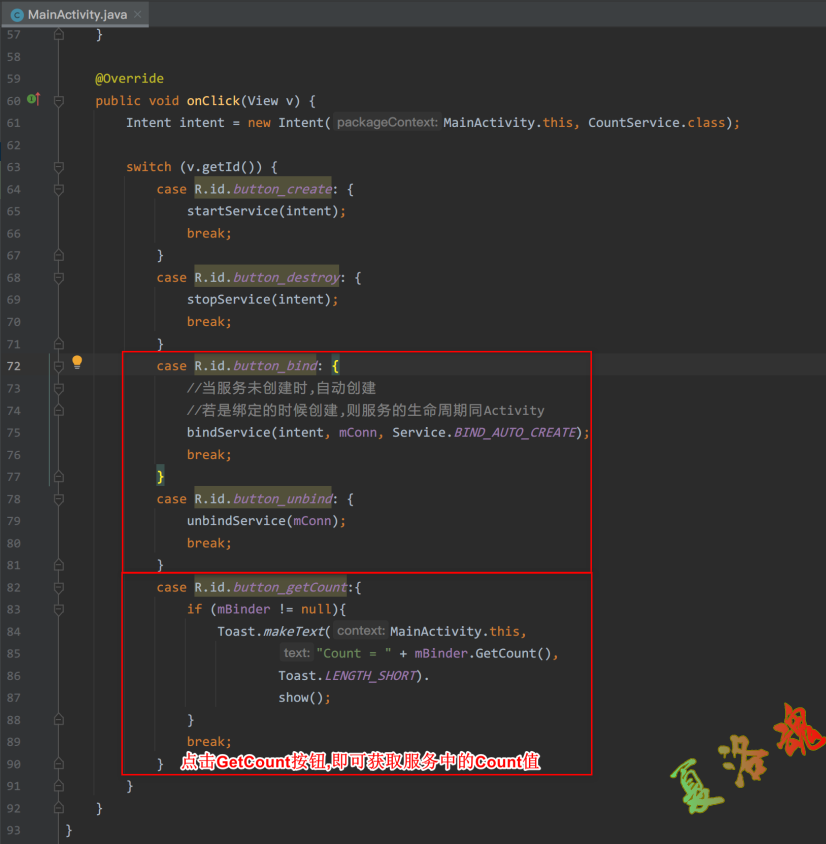 MainActivity.java
57 }
58
59 @Override
60 public void onClick(View v) {
61 Intent intent = new Intent( packageContext: MainActivity.this, CountService.class);
62
63 switch (v.getId()) {
64 case R.id.button_create: {
65 startService(intent);
66 break;
67 }
68 case R.id.button_destroy: {
69 stopService(intent);
70 break;
71 }
72 case R.id.button_bind: {
73 //当服务未创建时,自动创建
74 //若是绑定的时候创建,则服务的生命周期同Activity
75 bindService(intent, mConn, Service.BIND_AUTO_CREATE);
76 break;
77 }
78 case R.id.button_unbind: {
79 unbindService(mConn);
80 break;
81 }
82 case R.id.button_getCount:{
83 if (mBinder != null){
84 Toast.makeText( context: MainActivity.this,
85 text: "Count = " + mBinder.GetCount(),
86 Toast.LENGTH_SHORT).
87 show();
88 }
89 break;
90 } 点击GetCount按钮,即可获取服务中的Count值
91 }
92 }
93 }
夏洛